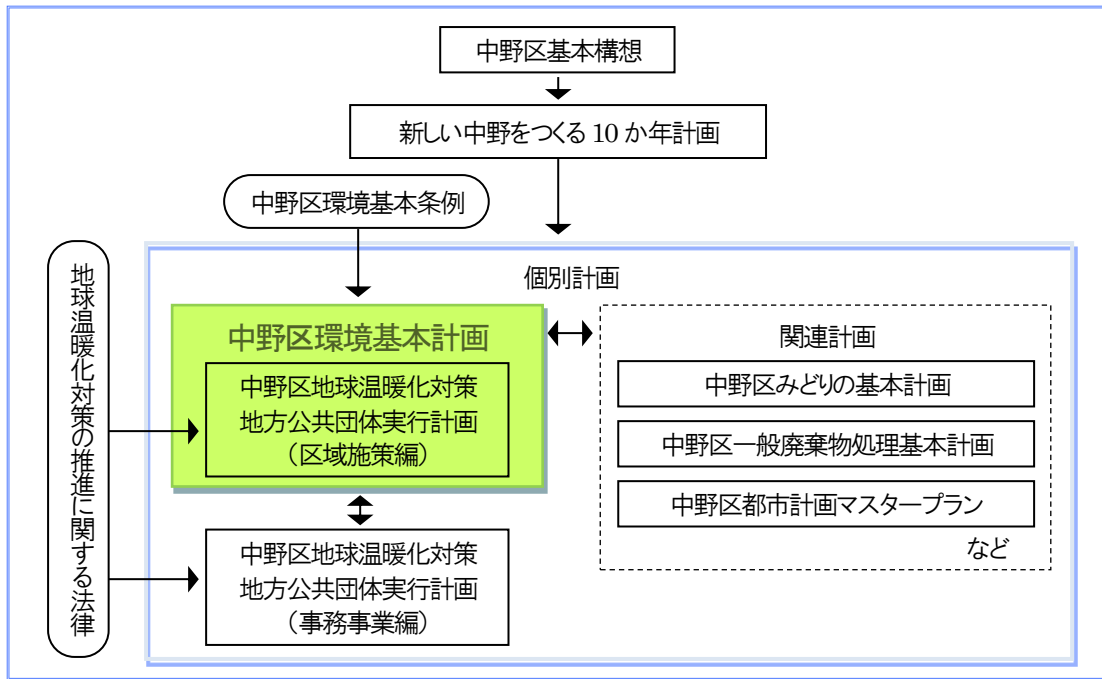 中野区基本構想
新しい中野をつくる 10 か年計画
中野区環境基本条例
地球温暖化対策の推進に関する法律
個別計画
中野区環境基本計画
中野区地球温暖化対策
地方公共団体実行計画
（区域施策編）
中野区地球温暖化対策
地方公共団体実行計画
（事務事業編）
関連計画
中野区みどりの基本計画
中野区一般廃棄物処理基本計画
中野区都市計画マスタープラン
など